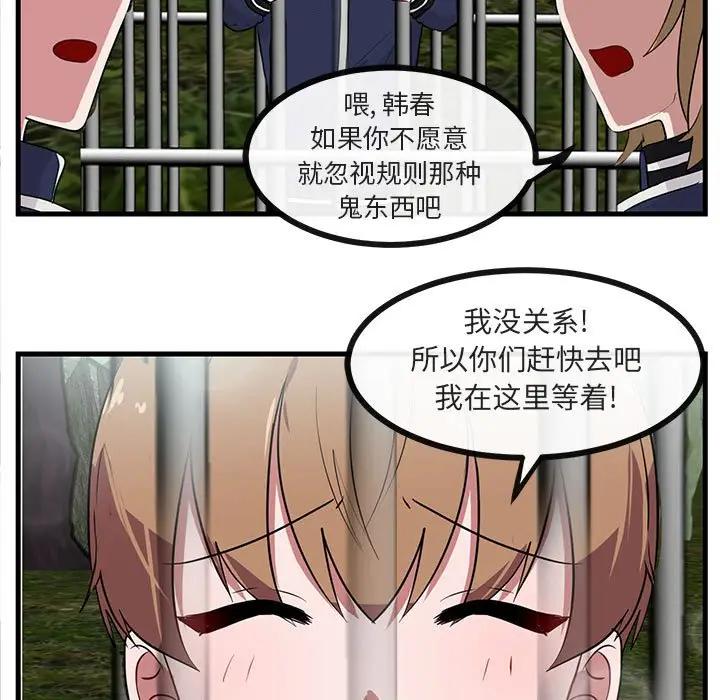 喂, 韩春
如果你不愿意
就忽视规则那种
鬼东西吧
我没关系!
所以你们赶快去吧
我在这里等着!